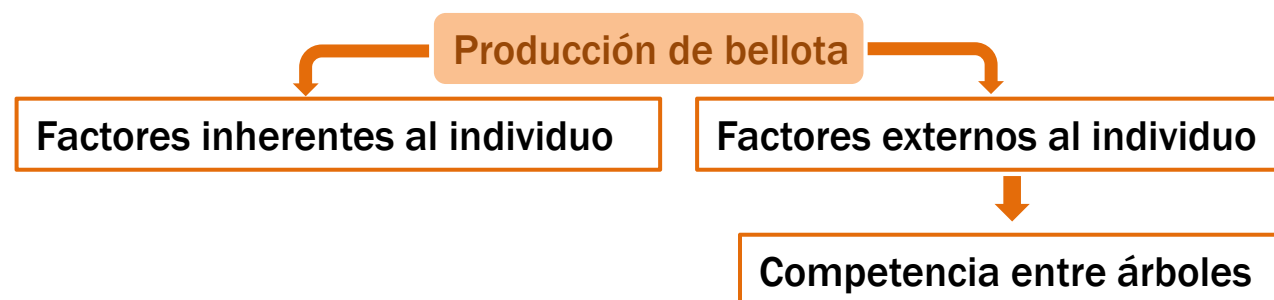 Producción de bellota
Factores inherentes al individuo
Factores externos al individuo
Competencia entre árboles